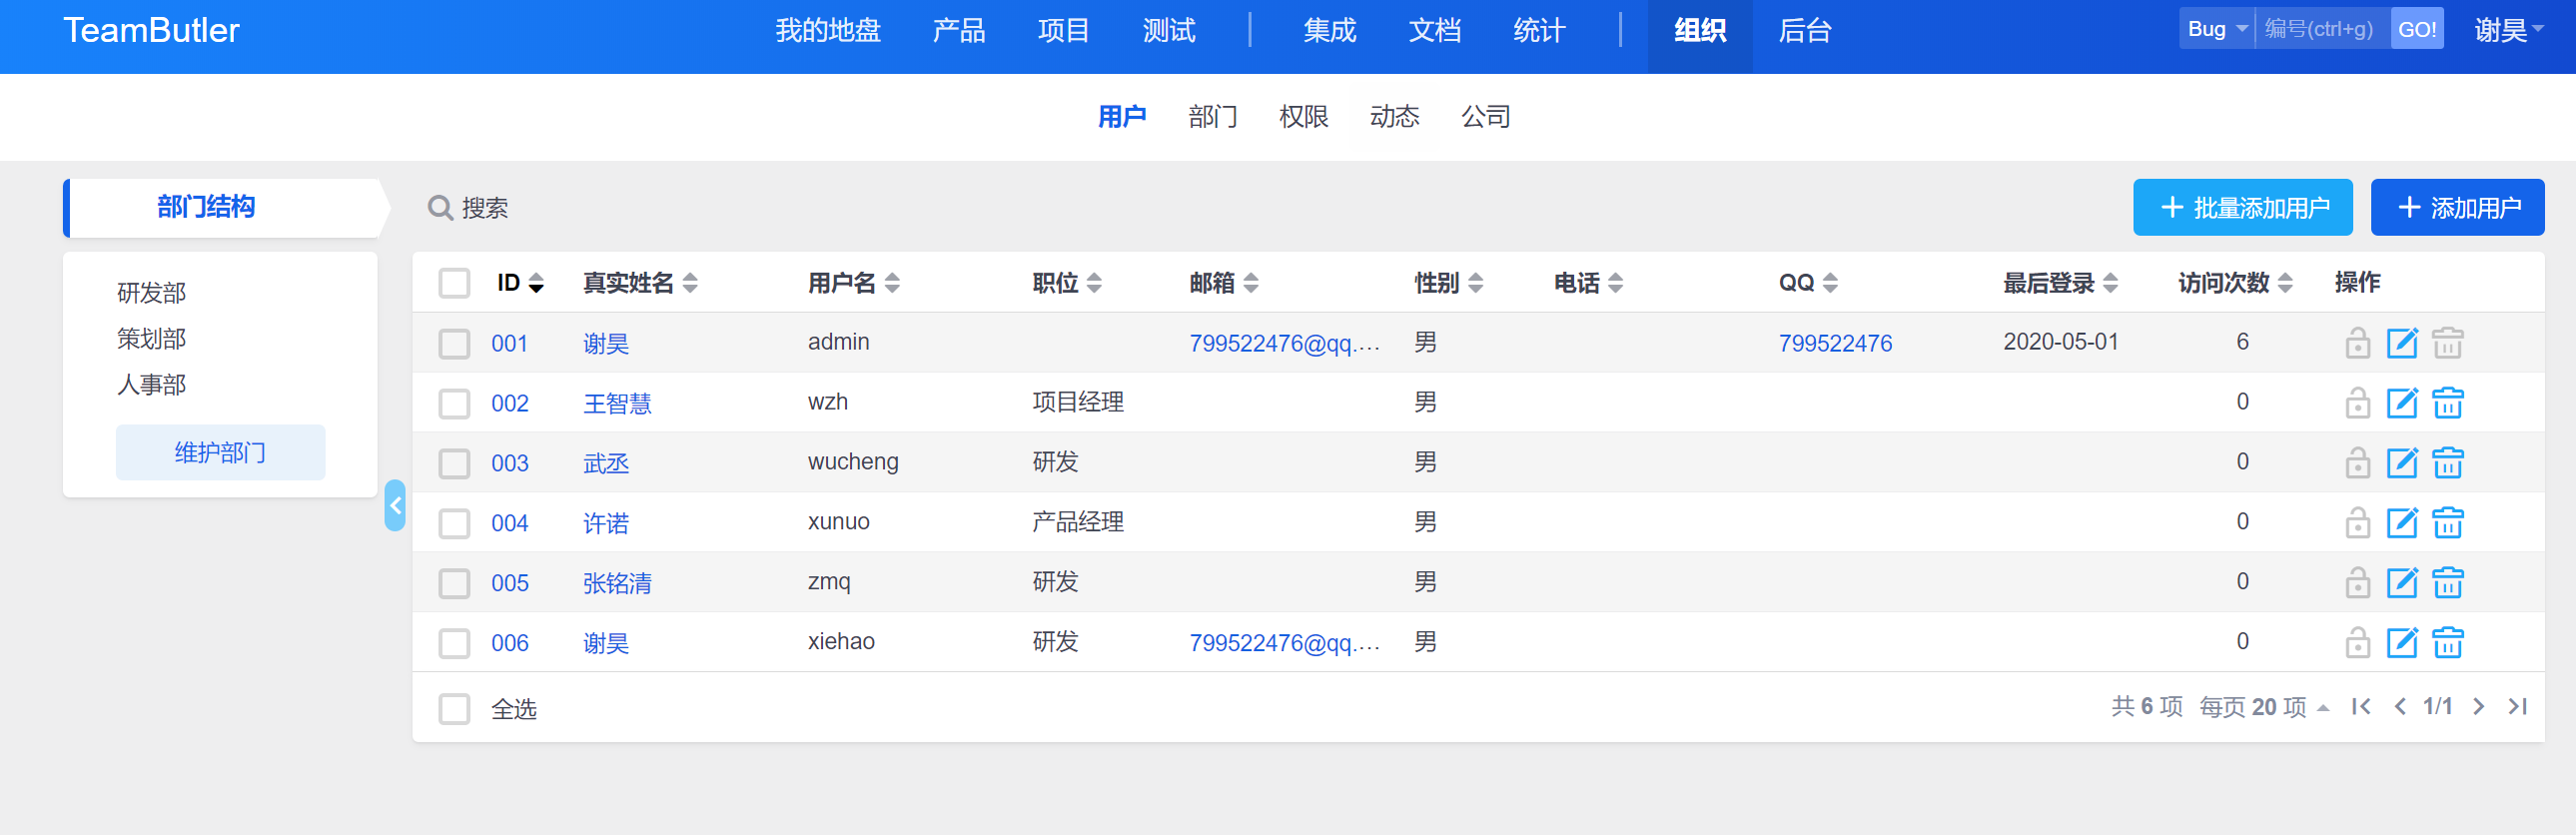 TeamButler 我的地盘 产品 项目 测试 集成 文档 统计 组织 后台 Bug 编号(ctrl+g) GO! 谢昊
用户 部门 权限 动态 公司
部门结构
研发部
策划部
人事部
维护部门
搜索 批量添加用户 添加用户
ID 真实姓名 用户名 职位 邮箱 性别 电话 QQ 最后登录 访问次数 操作
001 谢昊 admin 799522476@qq.… 男 799522476 2020-05-01 6
002 王智慧 wzh 项目经理 男 0
003 武丞 wucheng 研发 男 0
004 许诺 xunuo 产品经理 男 0
005 张铭清 zmq 研发 男 0
006 谢昊 xiehao 研发 799522476@qq.… 男 0
全选 共 6 项 每页 20 项 1/1